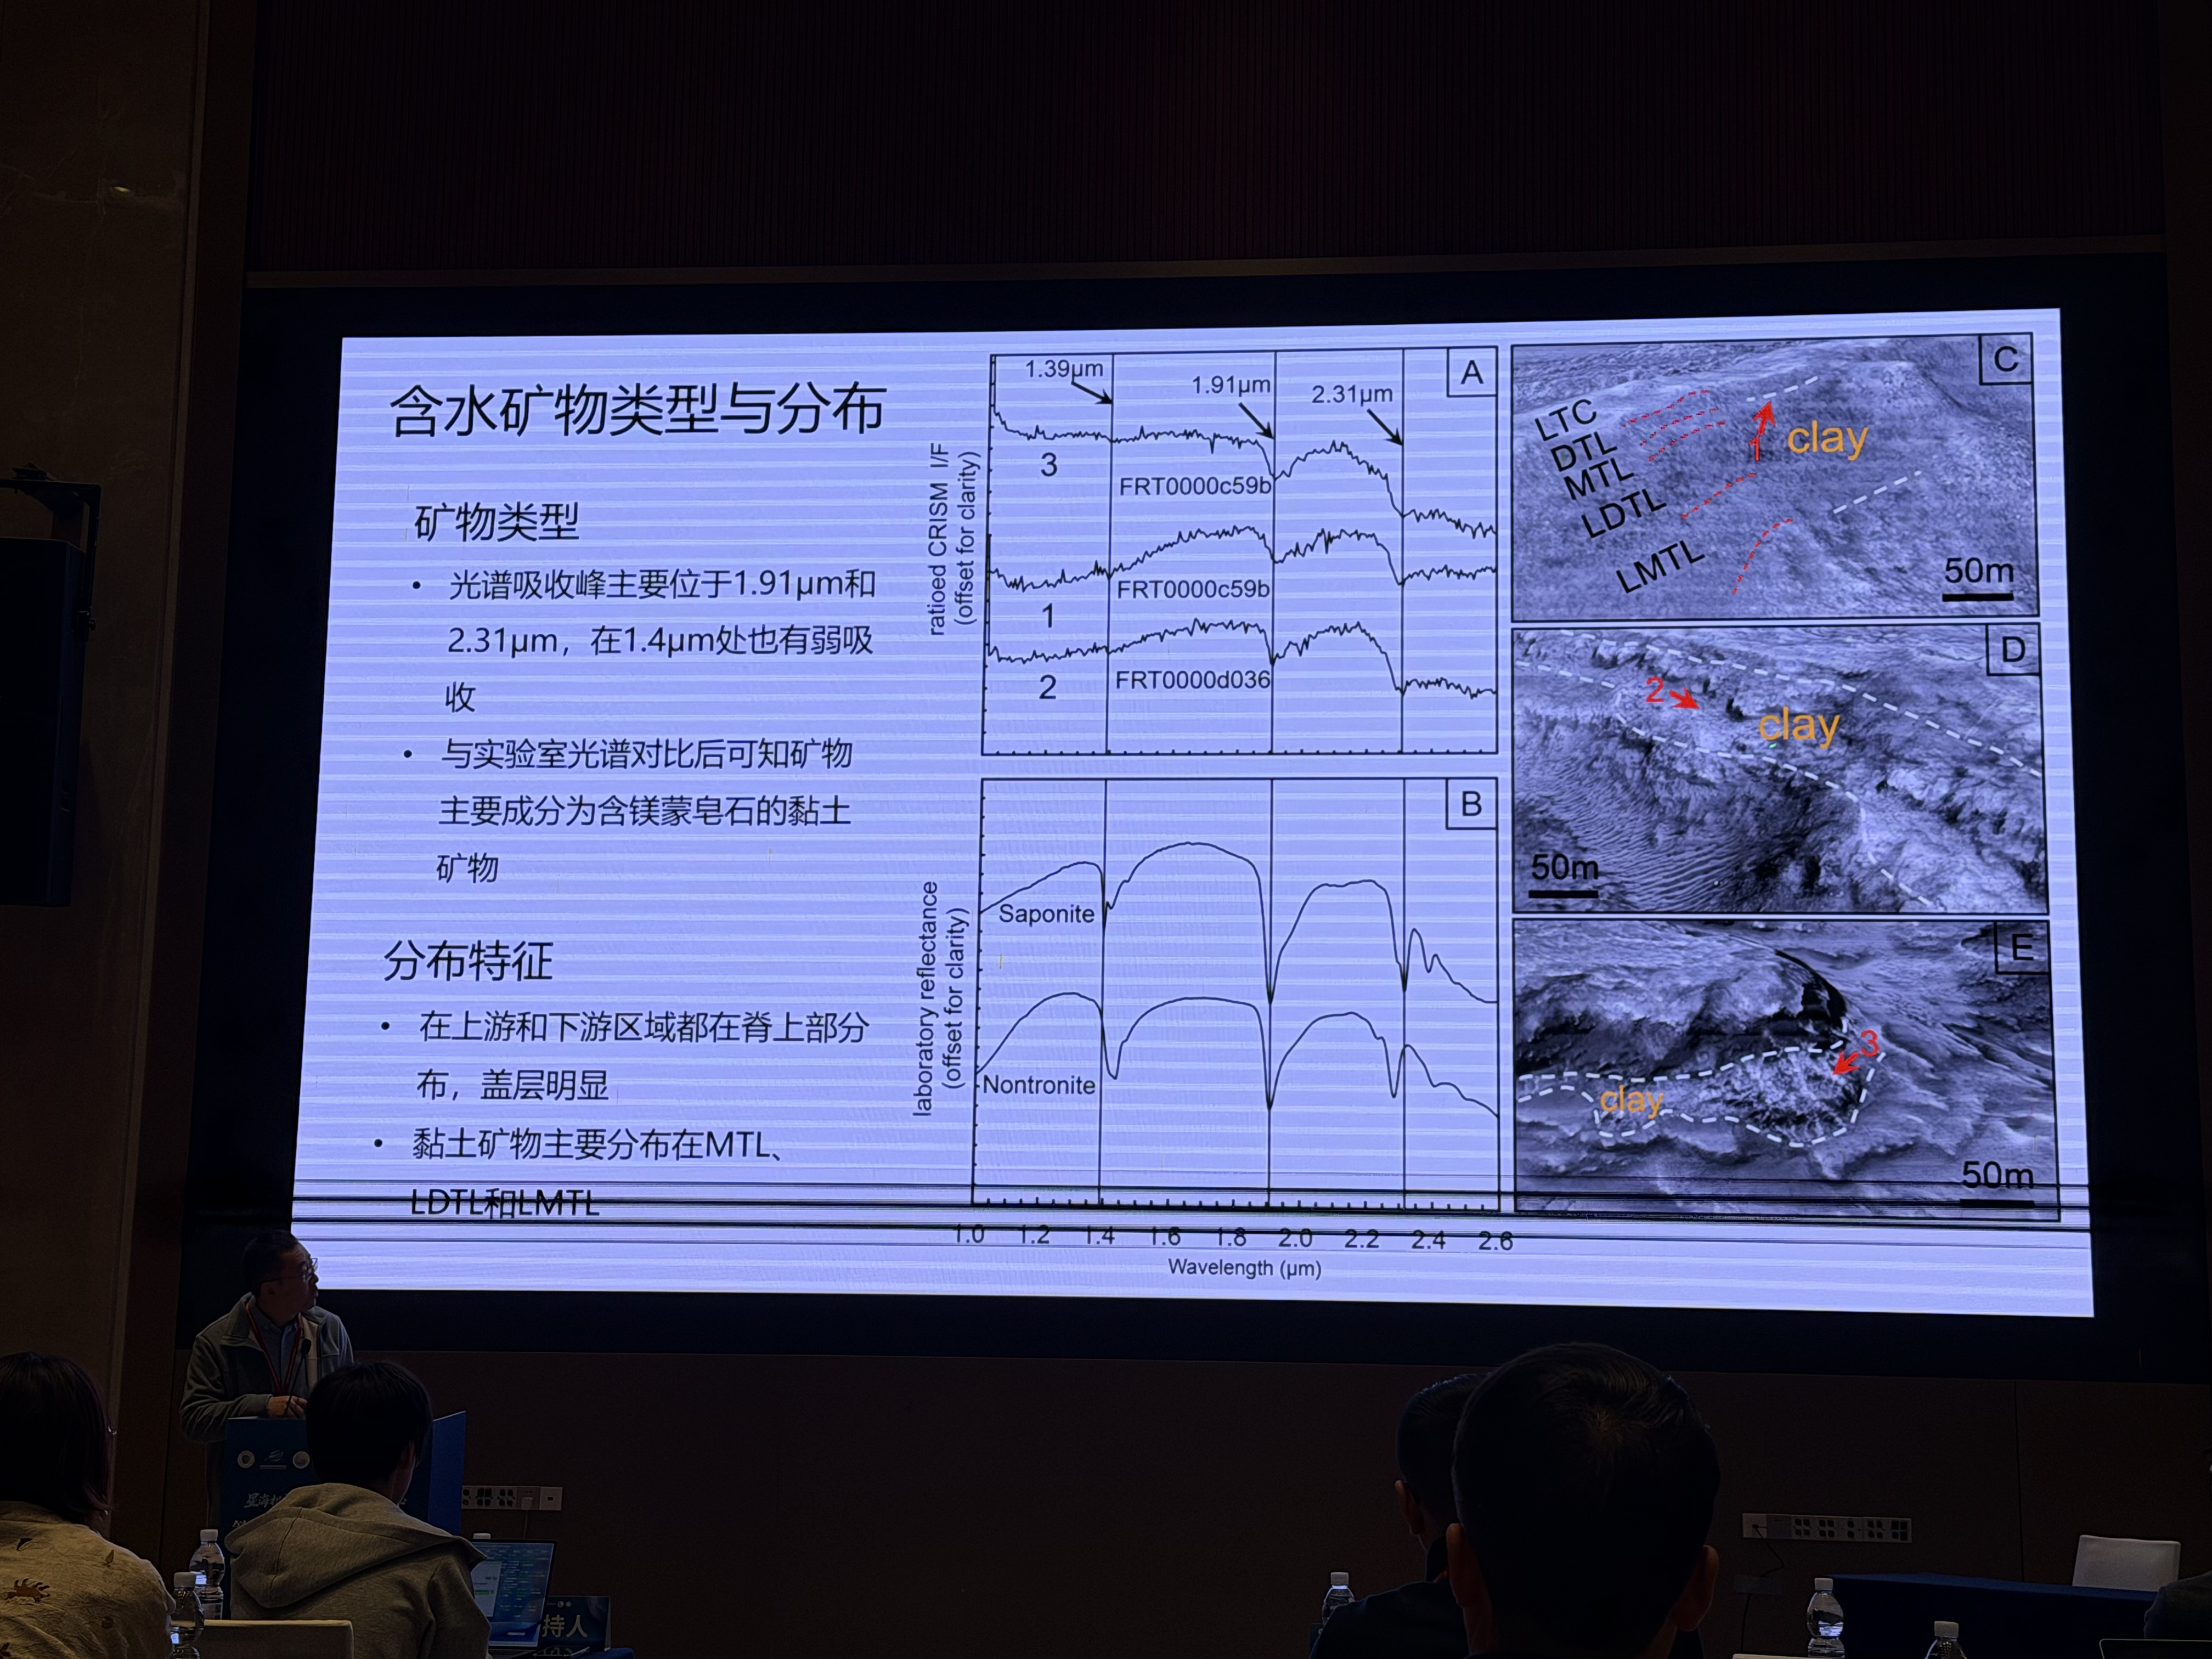 含水矿物类型与分布
矿物类型
• 光谱吸收峰主要位于1.91μm和
2.31μm，在1.4μm处也有弱吸
收
• 与实验室光谱对比后可知矿物
主要成分为含镁蒙皂石的黏土
矿物
分布特征
• 在上游和下游区域都在脊上部分
布，盖层明显
• 黏土矿物主要分布在MTL、
LDTL和LMTL
ratioed CRISM I/F
(offset for clarity)
A
1.39μm
1.91μm
2.31μm
3
FRT0000c59b
FRT0000c59b
1
FRT0000d036
2
laboratory reflectance
(offset for clarity)
B
Saponite
Nontronite
1.0 1.2 1.4 1.6 1.8 2.0 2.2 2.4 2.6
Wavelength (μm)
C
LTC
DTL
MTL
LDTL
LMTL
1
clay
50m
D
2
clay
50m
E
3
clay
50m
星海
持人